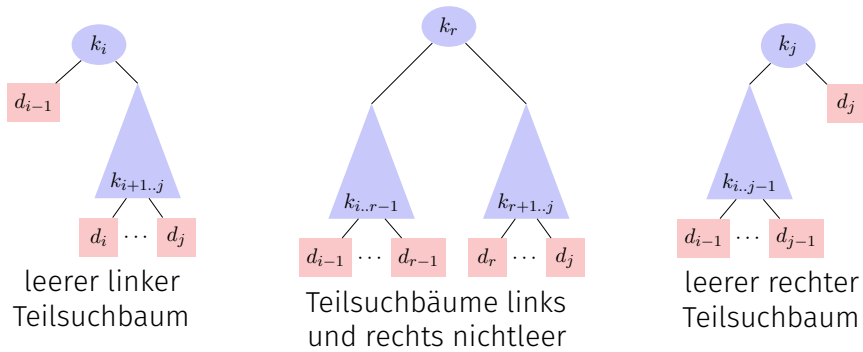 k_i
d_{i−1}
k_{i+1..j}
d_i ··· d_j
leerer linker
Teilsuchbaum
k_r
k_{i..r−1} k_{r+1..j}
d_{i−1} ··· d_{r−1} d_r ··· d_j
Teilsuchbäume links
und rechts nichtleer
k_j
d_j
k_{i..j−1}
d_{i−1} ··· d_{j−1}
leerer rechter
Teilsuchbaum